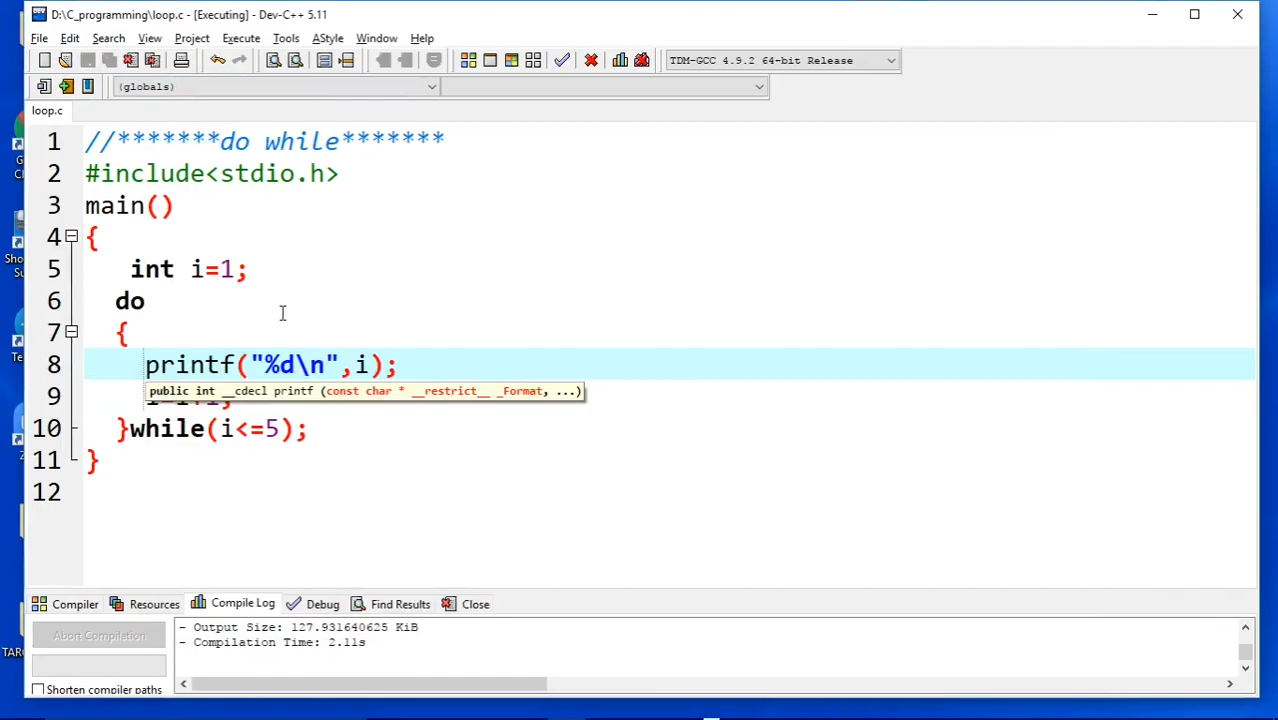 D:\C_programming\loop.c - [Executing] - Dev-C++ 5.11
File Edit Search View Project Execute Tools AStyle Window Help
TDM-GCC 4.9.2 64-bit Release
(globals)
loop.c
1 //*******do while*******
2 #include<stdio.h>
3 main()
4 {
5 int i=1;
6 do
7 {
8 printf("%d\n",i);
public int __cdecl printf (const char * __restrict__ _Format, ...)
9
10 }while(i<=5);
11 }
12
Compiler Resources Compile Log Debug Find Results Close
Abort Compilation
- Output Size: 127.931640625 KiB
- Compilation Time: 2.11s
Shorten compiler paths